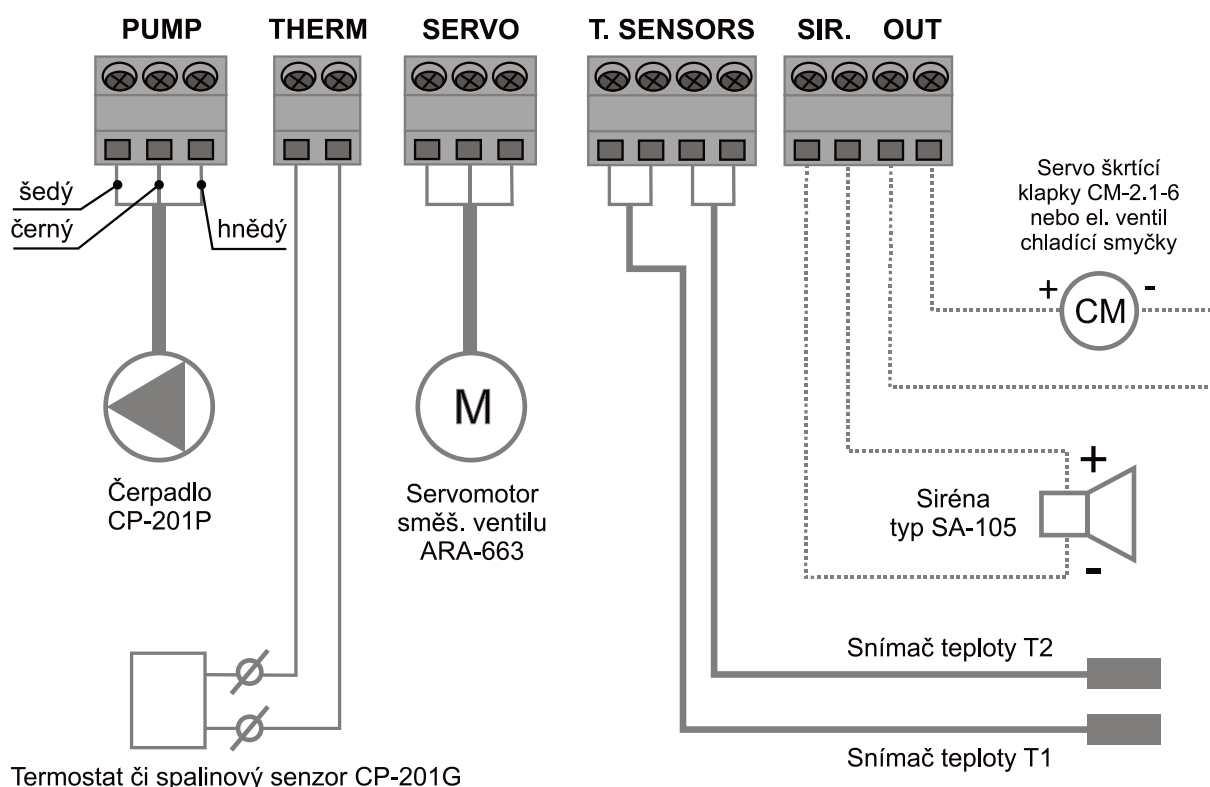 PUMP THERM SERVO T. SENSORS SIR. OUT
šedý
černý
hnědý
Servo škrtící
klapky CM-2.1-6
nebo el. ventil
chladící smyčky
+ -
CM
M
Čerpadlo
CP-201P
Servomotor
směš. ventilu
ARA-663
+
Siréna
typ SA-105
-
Snímač teploty T2
Snímač teploty T1
Termostat či spalinový senzor CP-201G